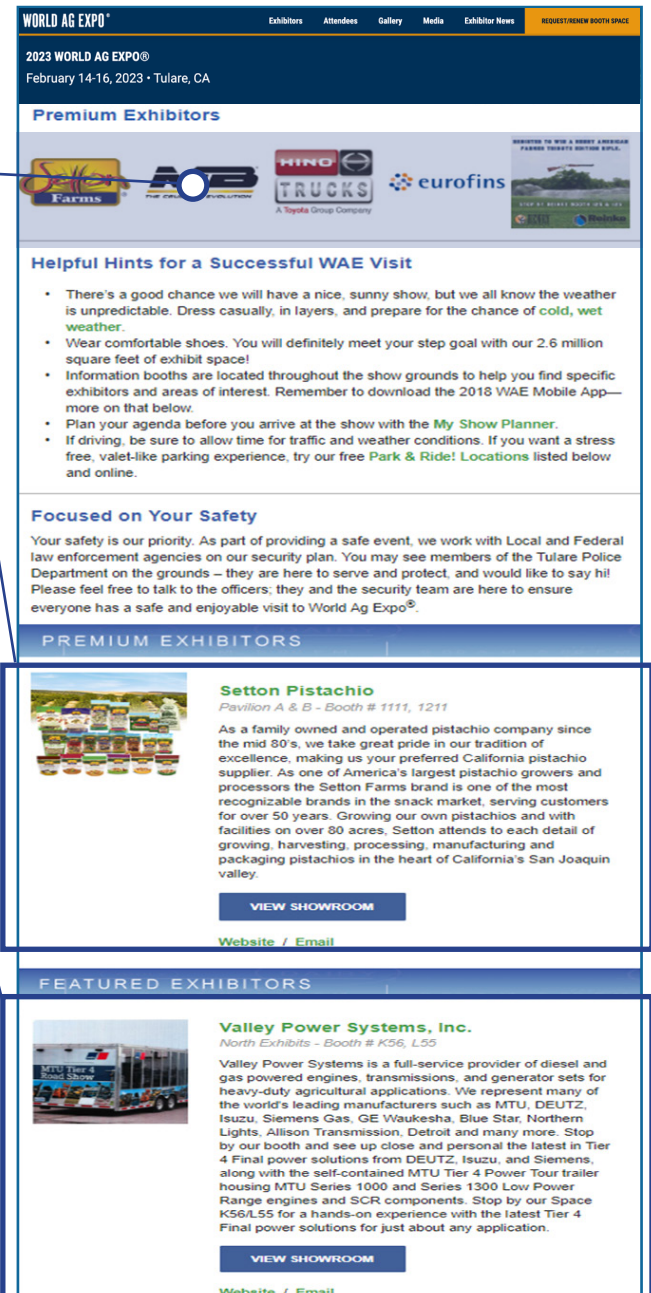 WORLD AG EXPO®
Exhibitors Attendees Gallery Media Exhibitor News REQUEST/RENEW BOOTH SPACE
2023 WORLD AG EXPO®
February 14-16, 2023 • Tulare, CA
Premium Exhibitors
Setton Farms
HINO
TRUCKS
A Toyota Group Company
eurofins
Reinke
Helpful Hints for a Successful WAE Visit
• There's a good chance we will have a nice, sunny show, but we all know the weather
is unpredictable. Dress casually, in layers, and prepare for the chance of cold, wet
weather.
• Wear comfortable shoes. You will definitely meet your step goal with our 2.6 million
square feet of exhibit space!
• Information booths are located throughout the show grounds to help you find specific
exhibitors and areas of interest. Remember to download the 2018 WAE Mobile App—
more on that below.
• Plan your agenda before you arrive at the show with the My Show Planner.
• If driving, be sure to allow time for traffic and weather conditions. If you want a stress
free, valet-like parking experience, try our free Park & Ride! Locations listed below
and online.
Focused on Your Safety
Your safety is our priority. As part of providing a safe event, we work with Local and Federal
law enforcement agencies on our security plan. You may see members of the Tulare Police
Department on the grounds – they are here to serve and protect, and would like to say hi!
Please feel free to talk to the officers; they and the security team are here to ensure
everyone has a safe and enjoyable visit to World Ag Expo®.
PREMIUM EXHIBITORS
Setton Pistachio
Pavilion A & B - Booth # 1111, 1211
As a family owned and operated pistachio company since
the mid 80's, we take great pride in our tradition of
excellence, making us your preferred California pistachio
supplier. As one of America's largest pistachio growers and
processors the Setton Farms brand is one of the most
recognizable brands in the snack market, serving customers
for over 50 years. Growing our own pistachios and with
facilities on over 80 acres, Setton attends to each detail of
growing, harvesting, processing, manufacturing and
packaging pistachios in the heart of California's San Joaquin
valley.
VIEW SHOWROOM
Website / Email
FEATURED EXHIBITORS
MTU Tier 4
Road Show
Valley Power Systems, Inc.
North Exhibits - Booth # K56, L55
Valley Power Systems is a full-service provider of diesel and
gas powered engines, transmissions, and generator sets for
heavy-duty agricultural applications. We represent many of
the world's leading manufacturers such as MTU, DEUTZ,
Isuzu, Siemens Gas, GE Waukesha, Blue Star, Northern
Lights, Allison Transmission, Detroit and many more. Stop
by our booth and see up close and personal the latest in Tier
4 Final power solutions from DEUTZ, Isuzu, and Siemens,
along with the self-contained MTU Tier 4 Power Tour trailer
housing MTU Series 1000 and Series 1300 Low Power
Range engines and SCR components. Stop by our Space
K56/L55 for a hands-on experience with the latest Tier 4
Final power solutions for just about any application.
VIEW SHOWROOM
Website / Email